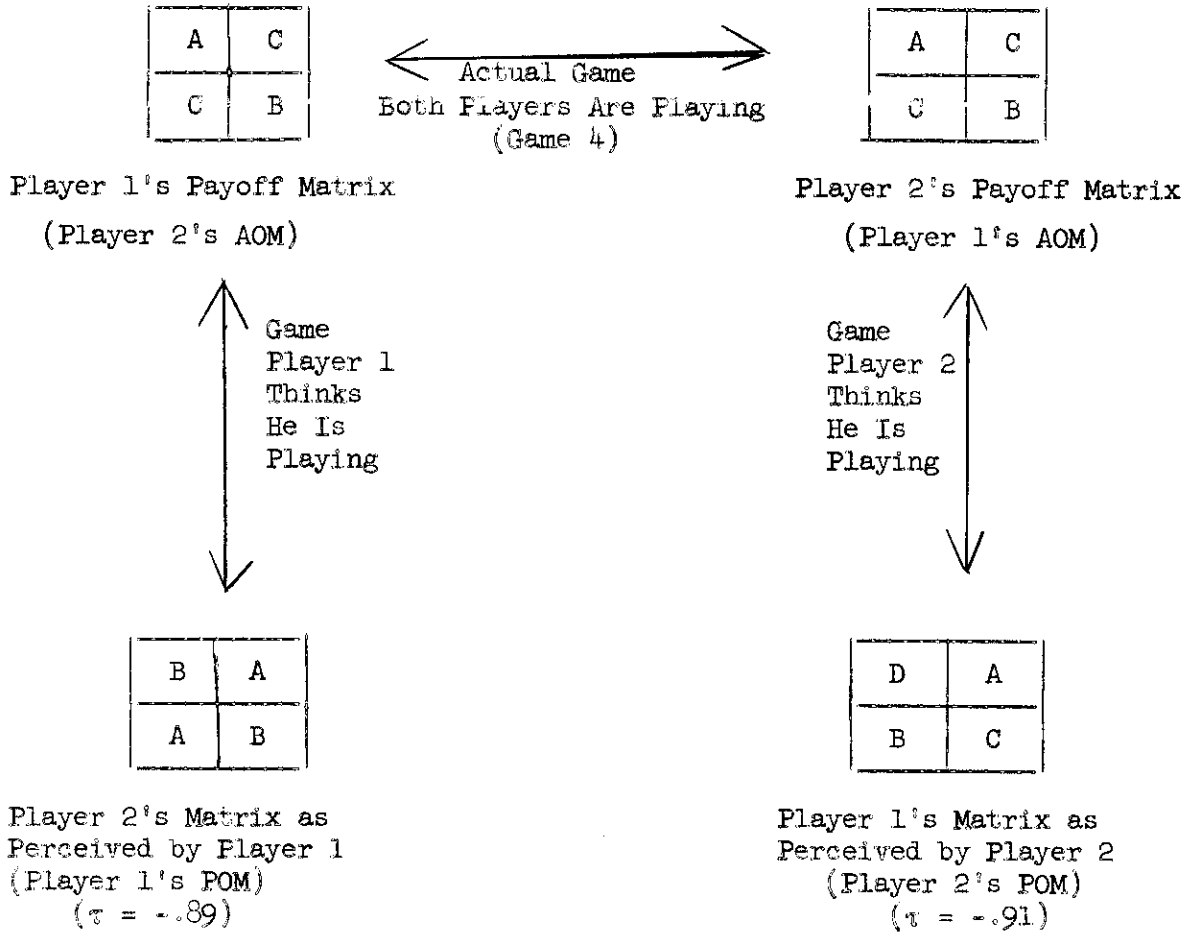 A C
C B
Actual Game
Both Players Are Playing
(Game 4)
A C
C B
Player 1's Payoff Matrix
(Player 2's AOM)
Player 2's Payoff Matrix
(Player 1's AOM)
Game
Player 1
Thinks
He Is
Playing
Game
Player 2
Thinks
He Is
Playing
B A
A B
D A
B C
Player 2's Matrix as
Perceived by Player 1
(Player 1's POM)
(τ = -.89)
Player 1's Matrix as
Perceived by Player 2
(Player 2's POM)
(τ = -.91)